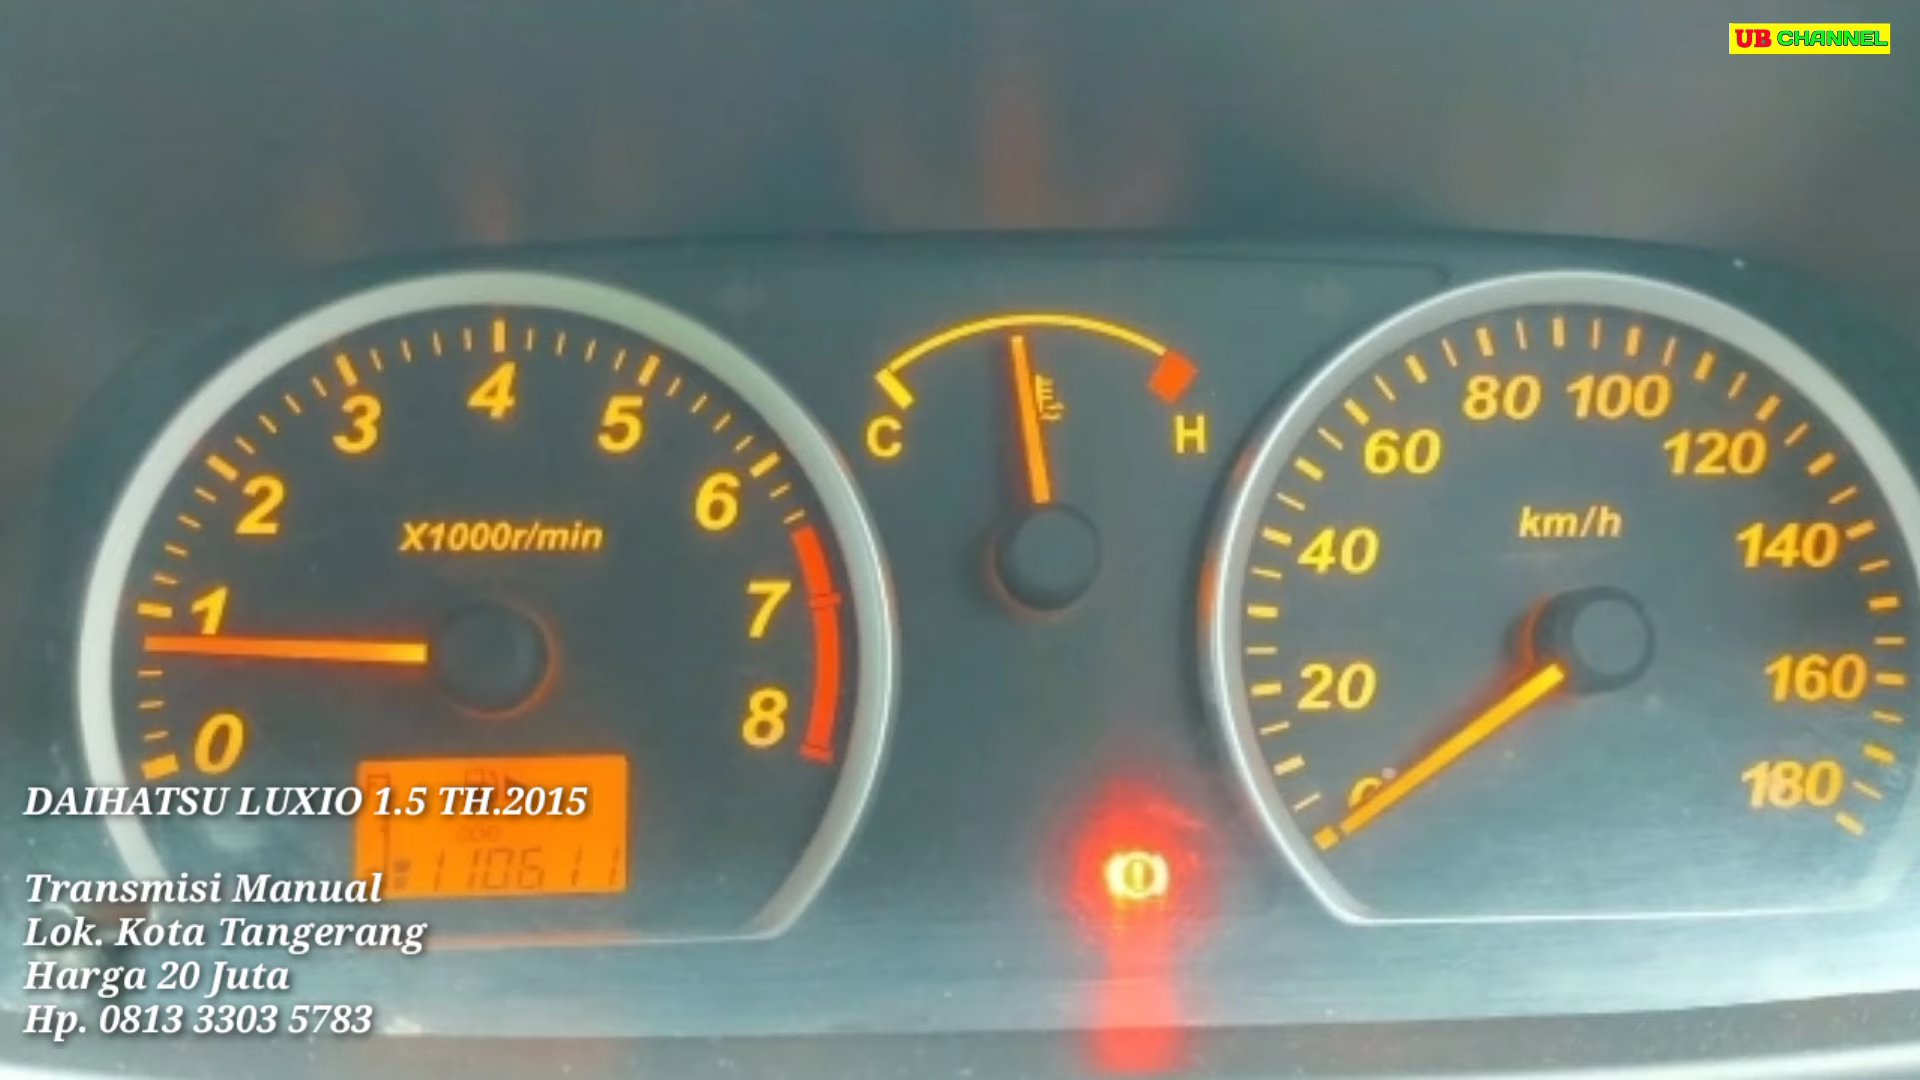 UB CHANNEL
0
1
2
3
4
5
6
7
8
X1000r/min
C
H
0
20
40
60
80
100
120
140
160
180
km/h
ODO
110611
DAIHATSU LUXIO 1.5 TH.2015
Transmisi Manual
Lok. Kota Tangerang
Harga 20 Juta
Hp. 0813 3303 5783